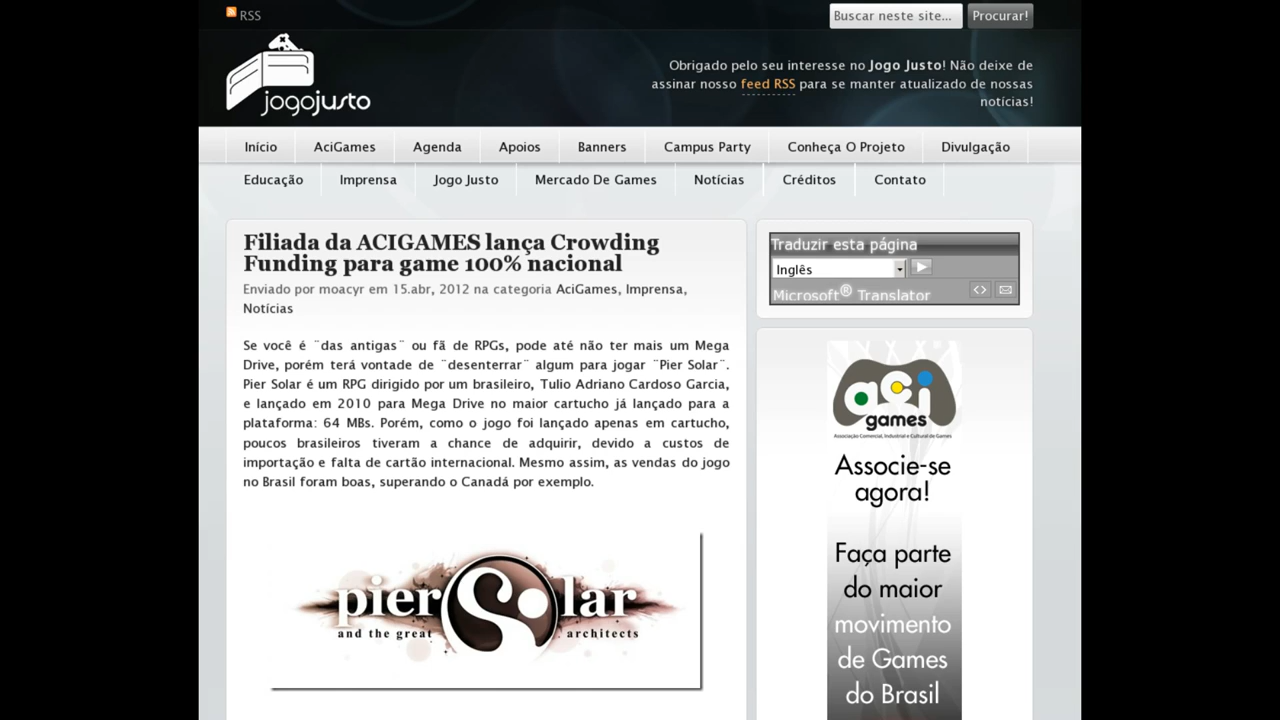 RSS
Buscar neste site...
Procurar!
jogojusto
Obrigado pelo seu interesse no Jogo Justo! Não deixe de
assinar nosso feed RSS para se manter atualizado de nossas
notícias!
Início AciGames Agenda Apoios Banners Campus Party Conheça O Projeto Divulgação
Educação Imprensa Jogo Justo Mercado De Games Notícias Créditos Contato
Filiada da ACIGAMES lança Crowding
Funding para game 100% nacional
Enviado por moacyr em 15.abr, 2012 na categoria AciGames, Imprensa,
Notícias
Se você é ¨das antigas¨ ou fã de RPGs, pode até não ter mais um Mega
Drive, porém terá vontade de ¨desenterrar¨ algum para jogar ¨Pier Solar¨.
Pier Solar é um RPG dirigido por um brasileiro, Tulio Adriano Cardoso Garcia,
e lançado em 2010 para Mega Drive no maior cartucho já lançado para a
plataforma: 64 MBs. Porém, como o jogo foi lançado apenas em cartucho,
poucos brasileiros tiveram a chance de adquirir, devido a custos de
importação e falta de cartão internacional. Mesmo assim, as vendas do jogo
no Brasil foram boas, superando o Canadá por exemplo.
pier Solar
and the great architects
Traduzir esta página
Inglês
Microsoft® Translator
aci
games
Associação Comercial, Industrial e Cultural de Games
Associe-se
agora!
Faça parte
do maior
movimento
de Games
do Brasil